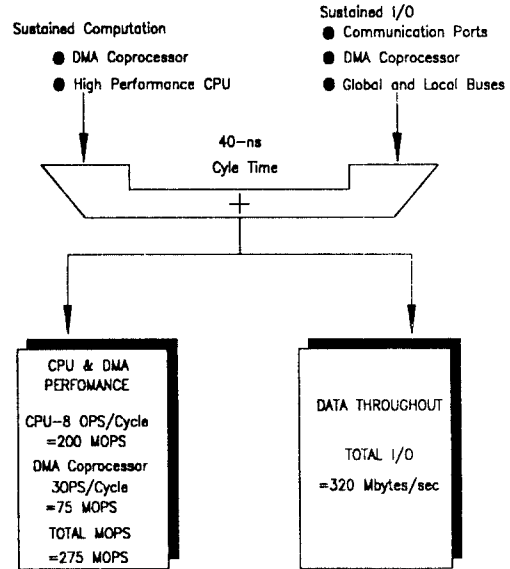 Sustained Computation
● DMA Coprocessor
● High Performance CPU
Sustained I/O
● Communication Ports
● DMA Coprocessor
● Global and Local Buses
40-ns
Cyle Time
+
CPU & DMA
PERFOMANCE
CPU-8 OPS/Cycle
=200 MOPS
DMA Coprocessor
3OPS/Cycle
=75 MOPS
TOTAL MOPS
=275 MOPS
DATA THROUGHOUT
TOTAL I/O
=320 Mbytes/sec